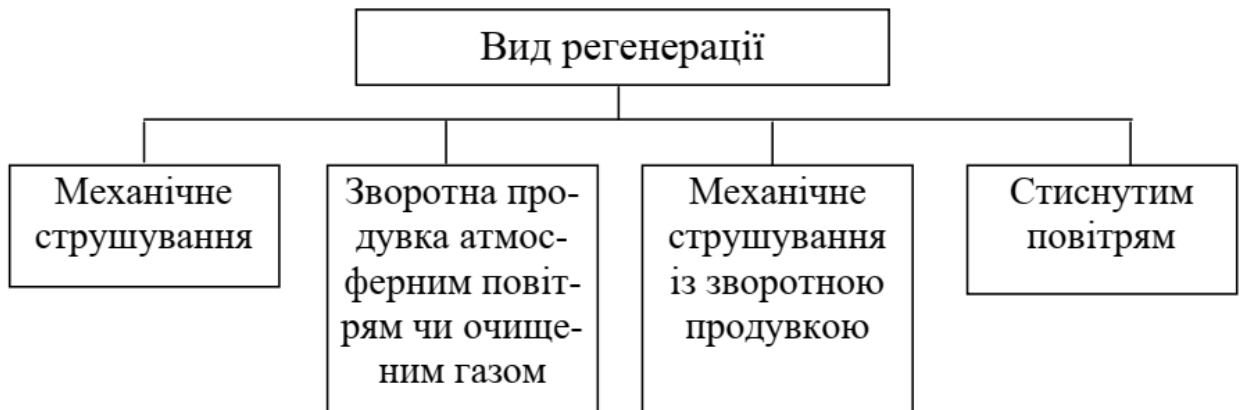 Вид регенерації
Механічне
струшування
Зворотна про-
дувка атмос-
ферним повіт-
рям чи очище-
ним газом
Механічне
струшування
із зворотною
продувкою
Стиснутим
повітрям